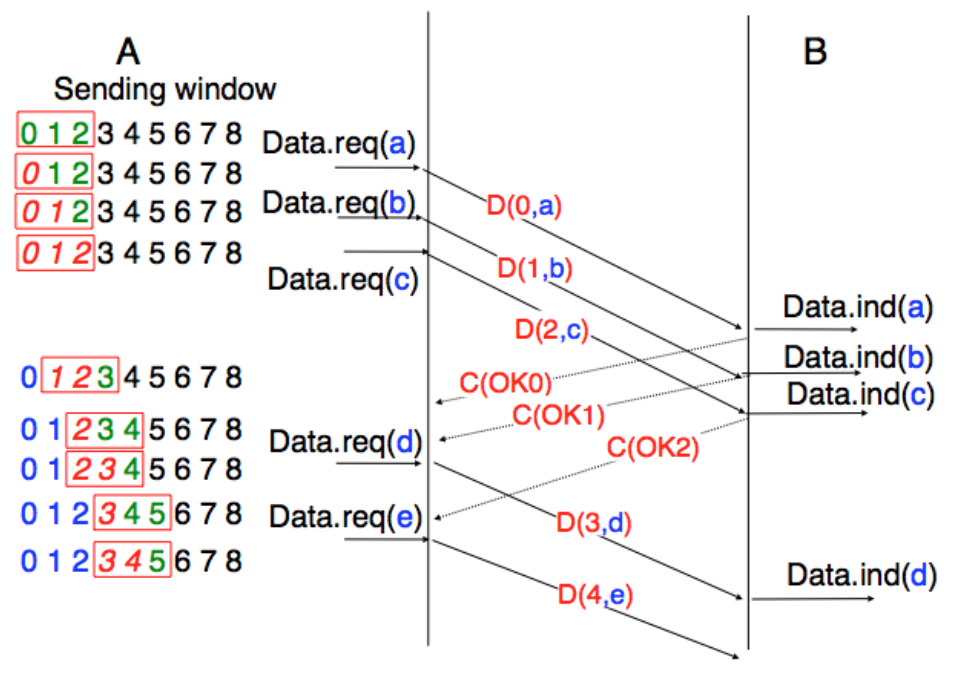 A B
Sending window
0 1 2 3 4 5 6 7 8 Data.req(a)
0 1 2 3 4 5 6 7 8
Data.req(b) D(0,a)
0 1 2 3 4 5 6 7 8
0 1 2 3 4 5 6 7 8 D(1,b)
Data.req(c)
Data.ind(a)
D(2,c)
Data.ind(b)
0 1 2 3 4 5 6 7 8 C(OK0)
Data.ind(c)
C(OK1)
0 1 2 3 4 5 6 7 8 Data.req(d) C(OK2)
0 1 2 3 4 5 6 7 8
0 1 2 3 4 5 6 7 8 Data.req(e) D(3,d)
0 1 2 3 4 5 6 7 8
Data.ind(d)
D(4,e)